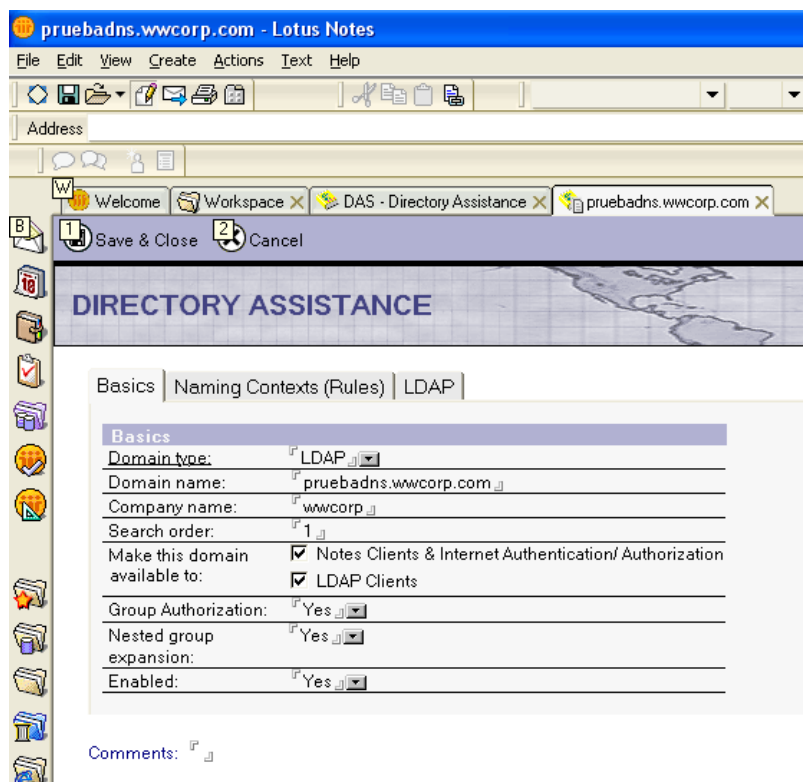 pruebadns.wwcorp.com - Lotus Notes
File Edit View Create Actions Text Help
Address
W
Welcome Workspace DAS - Directory Assistance pruebadns.wwcorp.com
B 1 Save & Close 2 Cancel
16
DIRECTORY ASSISTANCE
Basics Naming Contexts (Rules) LDAP
Basics
Domain type: LDAP
Domain name: pruebadns.wwcorp.com
Company name: wwcorp
Search order: 1
Make this domain Notes Clients & Internet Authentication/ Authorization
available to: LDAP Clients
Group Authorization: Yes
Nested group Yes
expansion:
Enabled: Yes
Comments: